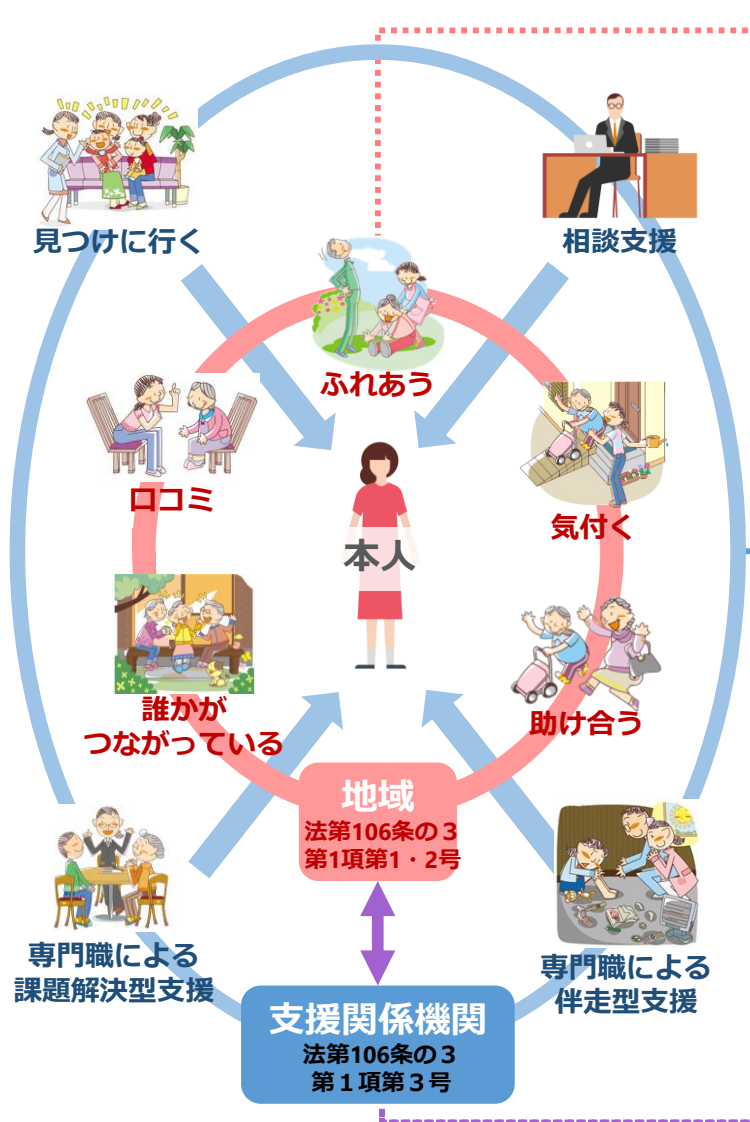 見つけに行く
相談支援
ふれあう
口コミ
気付く
本人
誰かが
つながっている
助け合う
地域
法第106条の３
第1項第1・2号
専門職による
課題解決型支援
専門職による
伴走型支援
支援関係機関
法第106条の３
第１項第３号